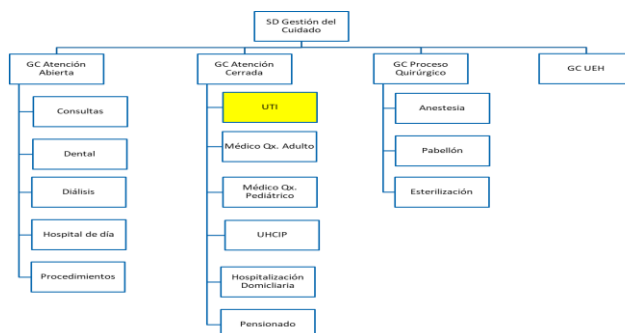 SD Gestión del
Cuidado
GC Atención
Abierta
GC Atención
Cerrada
GC Proceso
Quirúrgico
GC UEH
Consultas
Dental
Diálisis
Hospital de día
Procedimientos
UTI
Médico Qx. Adulto
Médico Qx.
Pediátrico
UHCIP
Hospitalización
Domicliaria
Pensionado
Anestesia
Pabellón
Esterilización